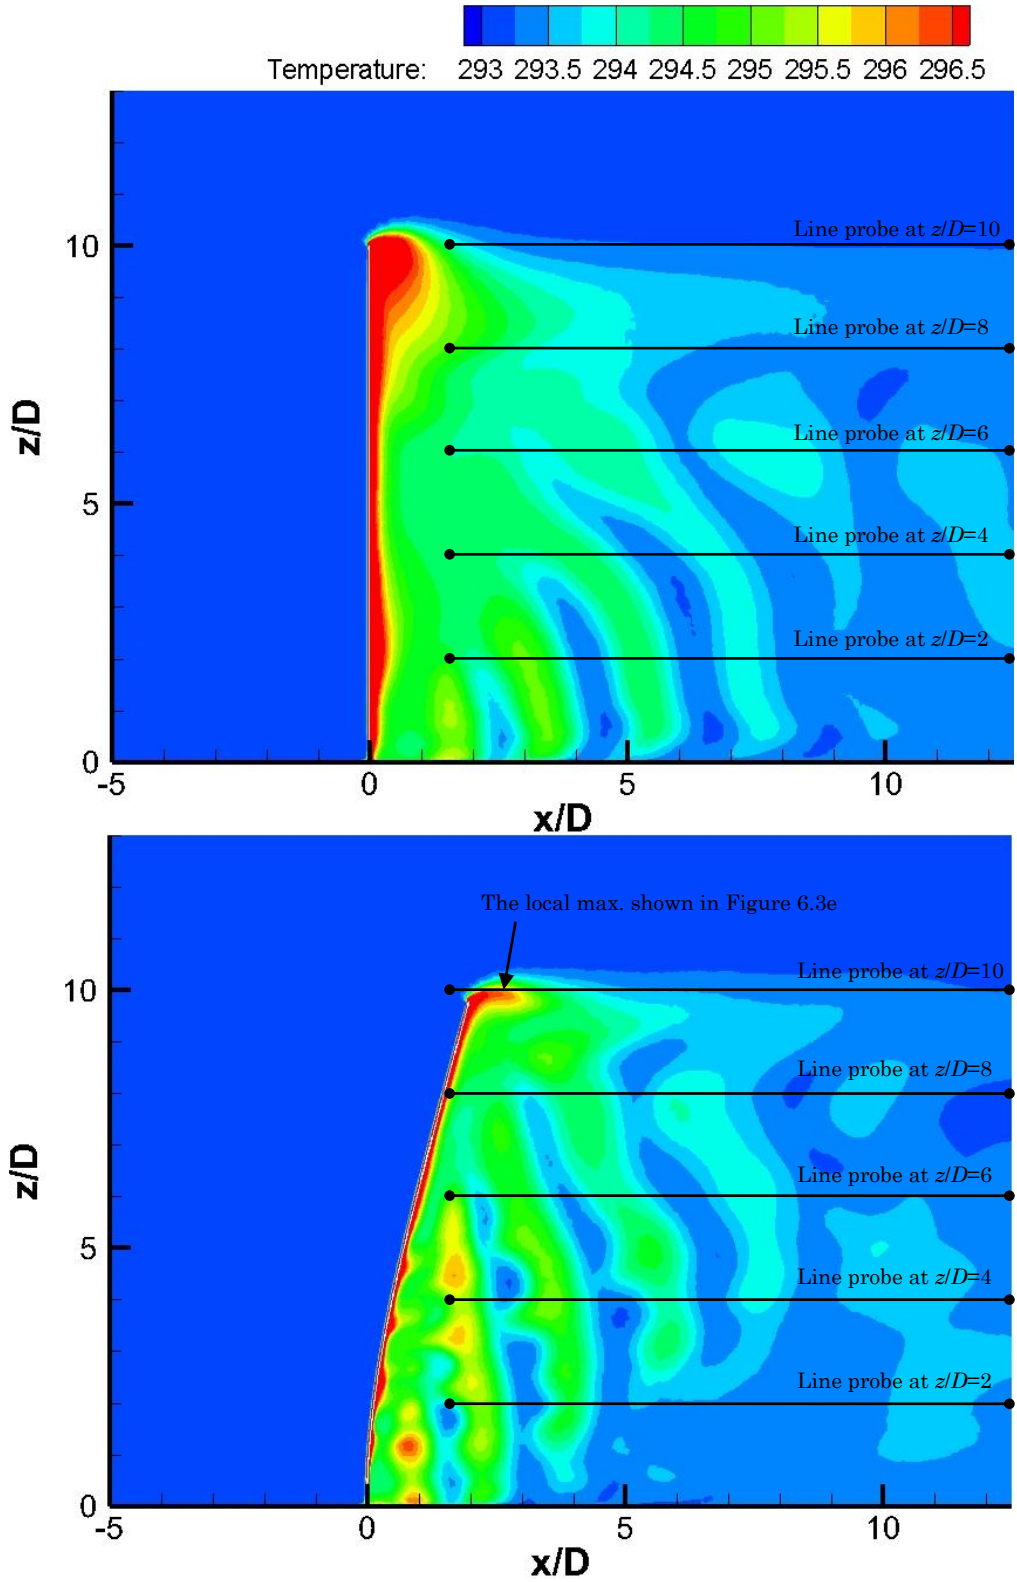 Temperature: 293 293.5 294 294.5 295 295.5 296 296.5
Line probe at z/D=10
10
Line probe at z/D=8
z/D
Line probe at z/D=6
5
Line probe at z/D=4
Line probe at z/D=2
0
-5 0 5 10
x/D
The local max. shown in Figure 6.3e
Line probe at z/D=10
10
Line probe at z/D=8
z/D
Line probe at z/D=6
5
Line probe at z/D=4
Line probe at z/D=2
0
-5 0 5 10
x/D